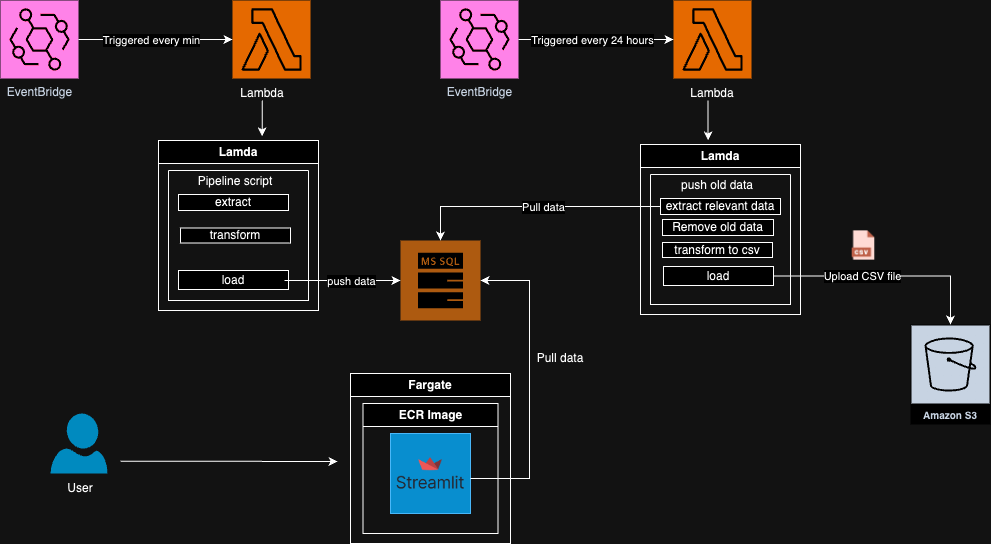 Triggered every min
Triggered every 24 hours
EventBridge
Lambda
EventBridge
Lambda
Lamda
Pipeline script
extract
transform
load
push data
MS SQL
Pull data
Lamda
push old data
extract relevant data
Remove old data
transform to csv
load
CSV
Upload CSV file
Amazon S3
Pull data
Fargate
ECR Image
Streamlit
User